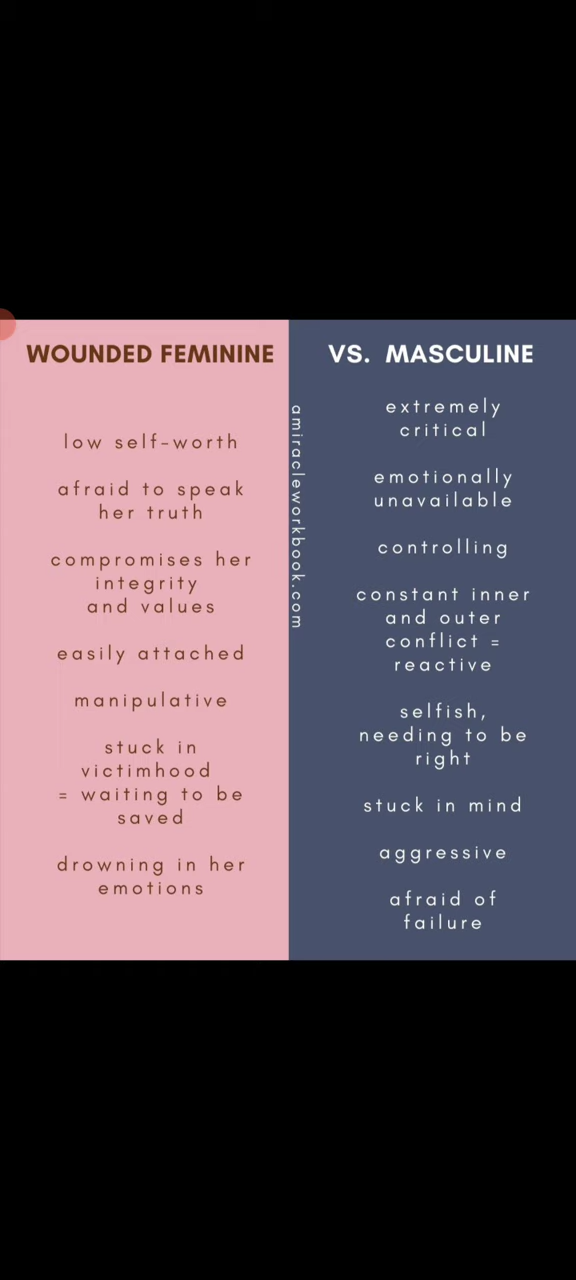 WOUNDED FEMININE
low self-worth
afraid to speak
her truth
compromises her
integrity
and values
easily attached
manipulative
stuck in
victimhood
= waiting to be
saved
drowning in her
emotions
amiracleworkbook.com
VS. MASCULINE
extremely
critical
emotionally
unavailable
controlling
constant inner
and outer
conflict =
reactive
selfish,
needing to be
right
stuck in mind
aggressive
afraid of
failure